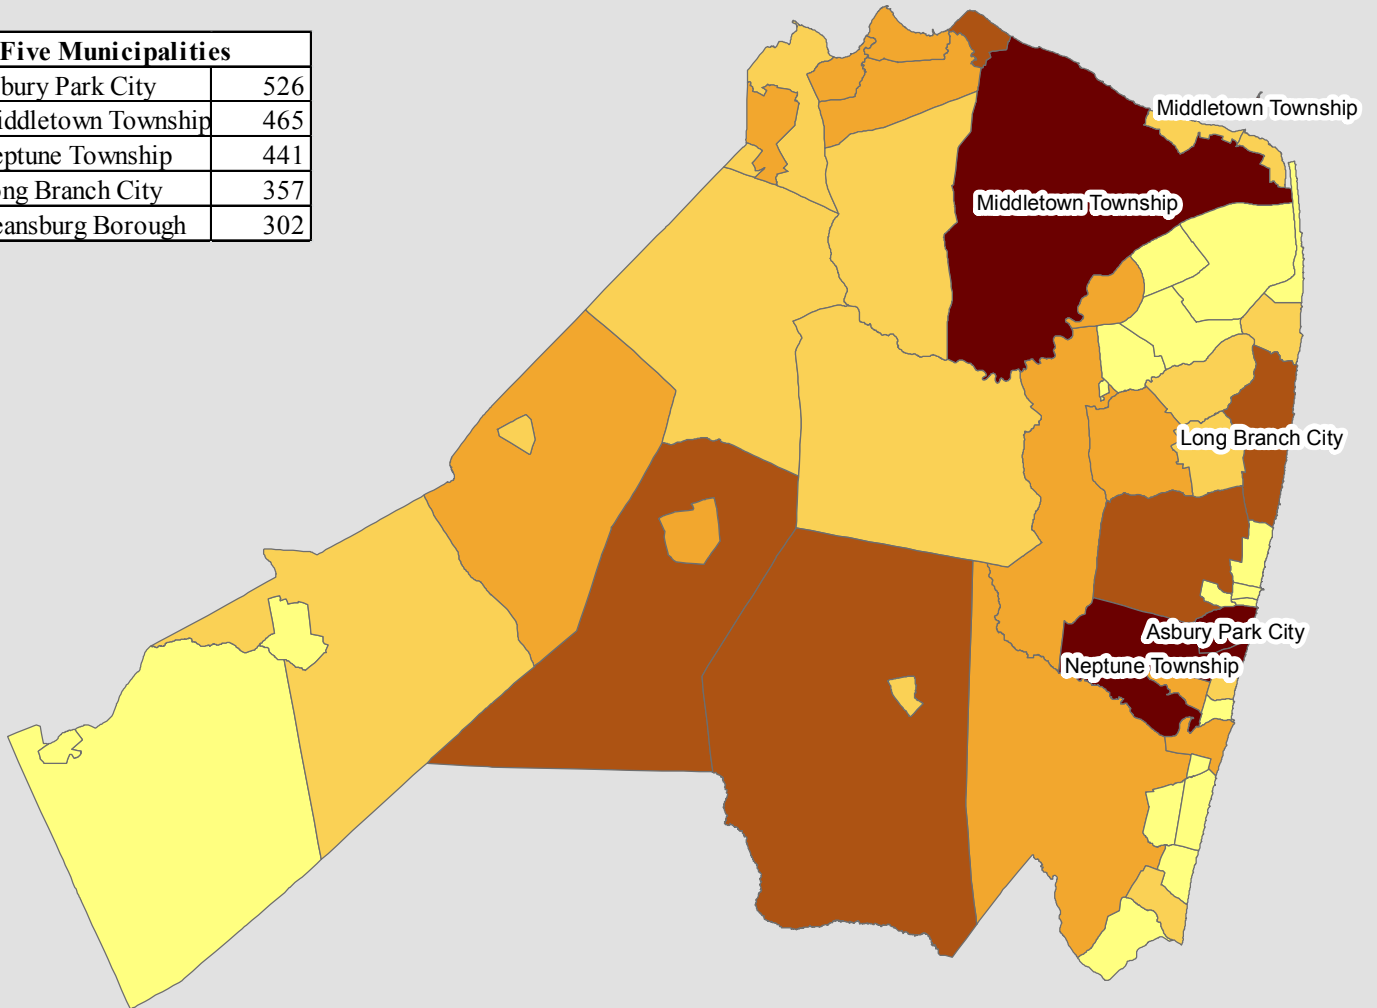 Five Municipalities
bury Park City 526
iddletown Township 465
eptune Township 441
ng Branch City 357
eansburg Borough 302
Middletown Township
Middletown Township
Long Branch City
Asbury Park City
Neptune Township